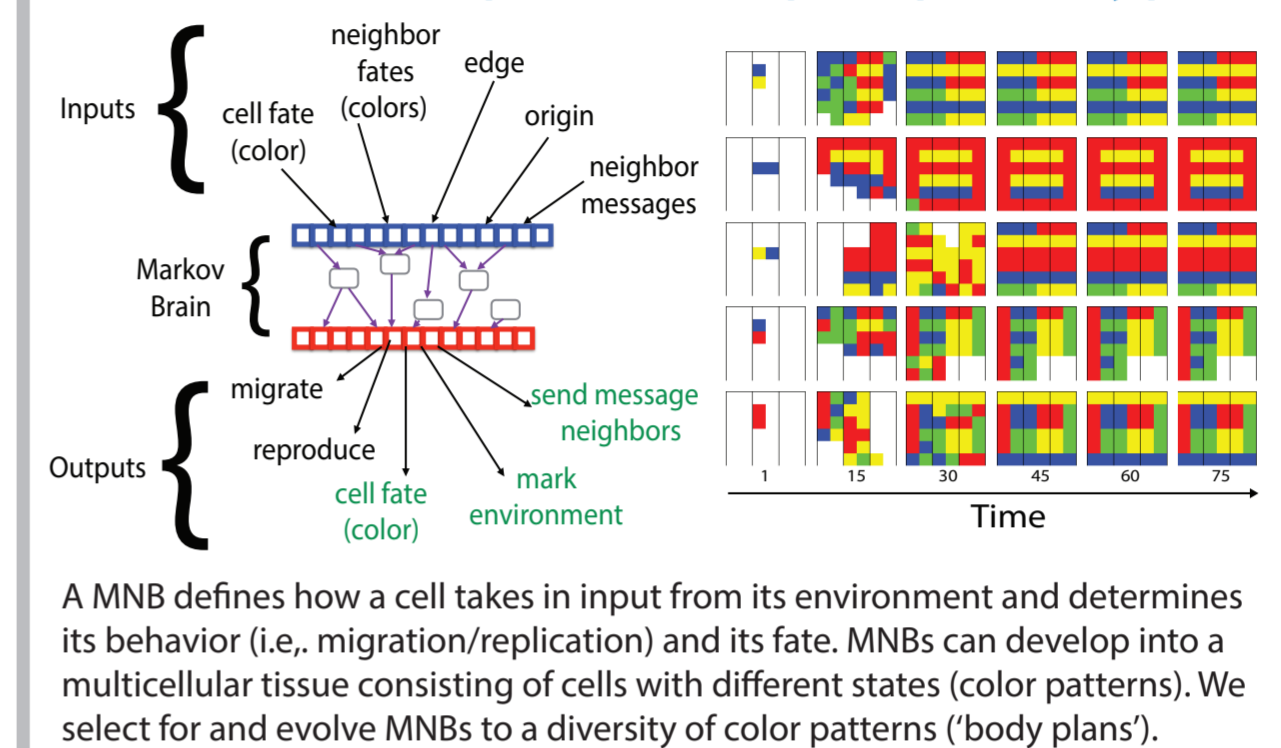 Inputs
cell fate
(color)
neighbor
fates
(colors)
edge
origin
neighbor
messages
Markov
Brain
Outputs
migrate
reproduce
cell fate
(color)
mark
environment
send message
neighbors
1 15 30 45 60 75
Time
A MNB defines how a cell takes in input from its environment and determines
its behavior (i.e,. migration/replication) and its fate. MNBs can develop into a
multicellular tissue consisting of cells with different states (color patterns). We
select for and evolve MNBs to a diversity of color patterns (‘body plans’).